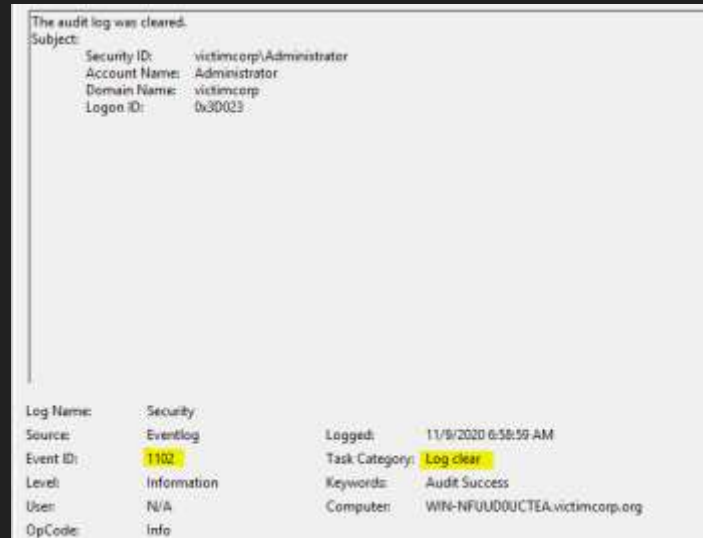 The audit log was cleared.
Subject:
Security ID: victimcorp\Administrator
Account Name: Administrator
Domain Name: victimcorp
Logon ID: 0x3D023
Log Name: Security
Source: Eventlog Logged: 11/9/2020 6:58:59 AM
Event ID: 1102 Task Category: Log clear
Level: Information Keywords: Audit Success
User: N/A Computer: WIN-NFUUD0UCTEA.victimcorp.org
OpCode: Info